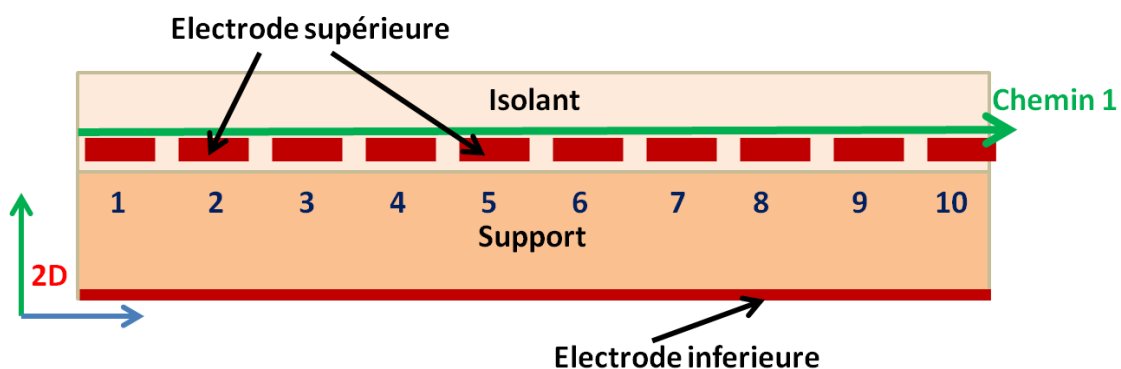 Electrode supérieure
Isolant
Chemin 1
1 2 3 4 5 6 7 8 9 10
Support
2D
Electrode inferieure